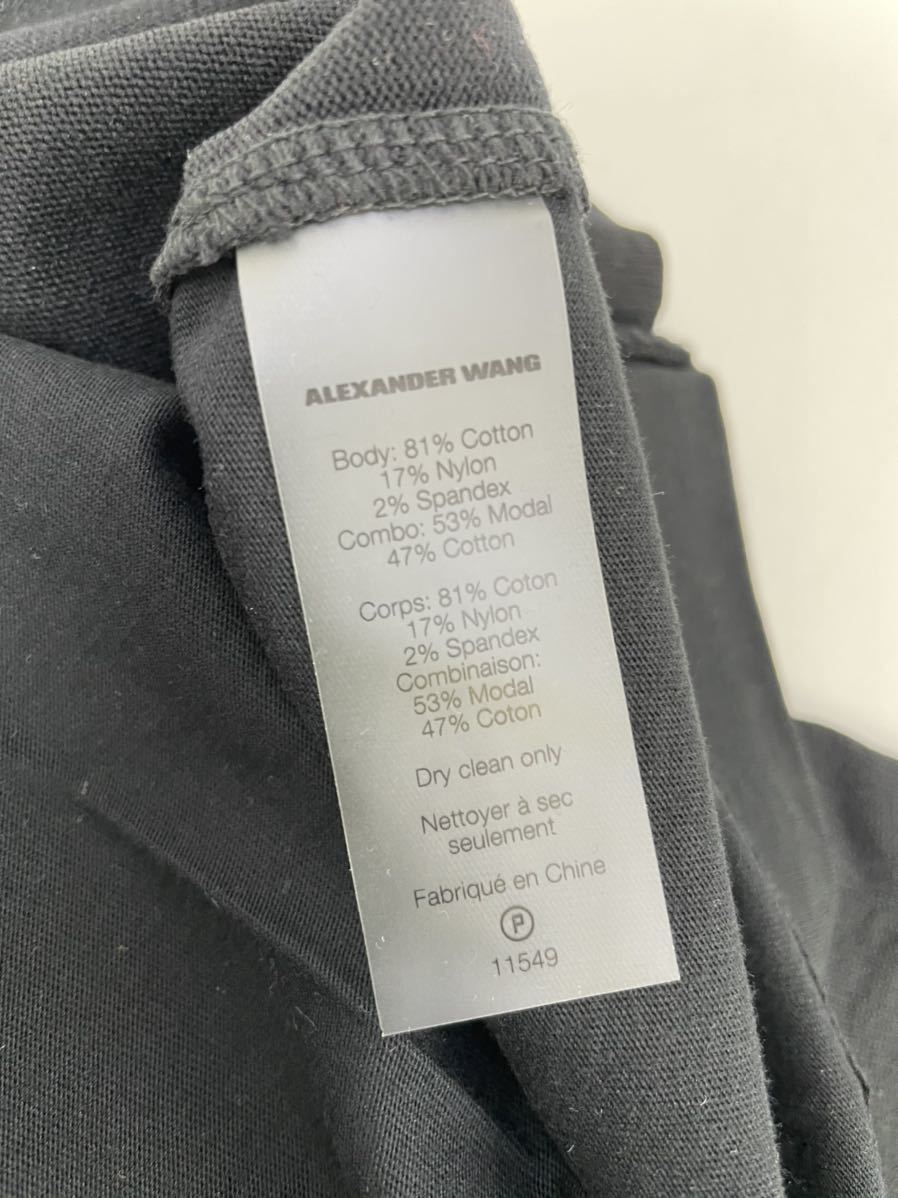 ALEXANDER WANG
Body: 81% Cotton
17% Nylon
2% Spandex
Combo: 53% Modal
47% Cotton
Corps: 81% Coton
17% Nylon
2% Spandex
Combinaison:
53% Modal
47% Coton
Dry clean only
Nettoyer à sec
seulement
Fabriqué en Chine
P
11549